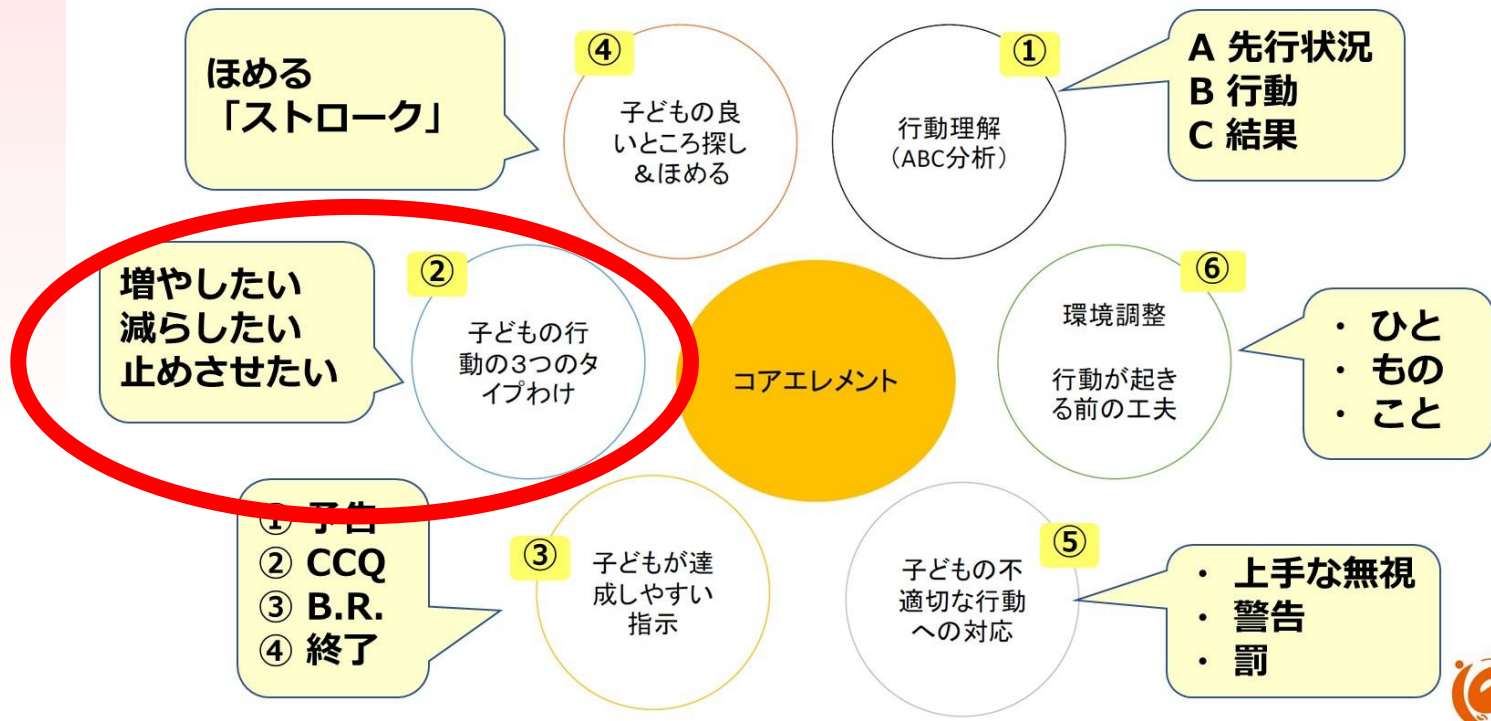 ほめる
「ストローク」
④
子どもの良
いところ探し
&ほめる
①
行動理解
（ABC分析）
A 先行状況
B 行動
C 結果
増やしたい
減らしたい
止めさせたい
②
子どもの行
動の3つのタ
イプわけ
コアエレメント
⑥
環境調整
行動が起き
る前の工夫
・ ひと
・ もの
・ こと
① 予告
② CCQ
③ B.R.
④ 終了
③
子どもが達
成しやすい
指示
⑤
子どもの不
適切な行動
への対応
・ 上手な無視
・ 警告
・ 罰